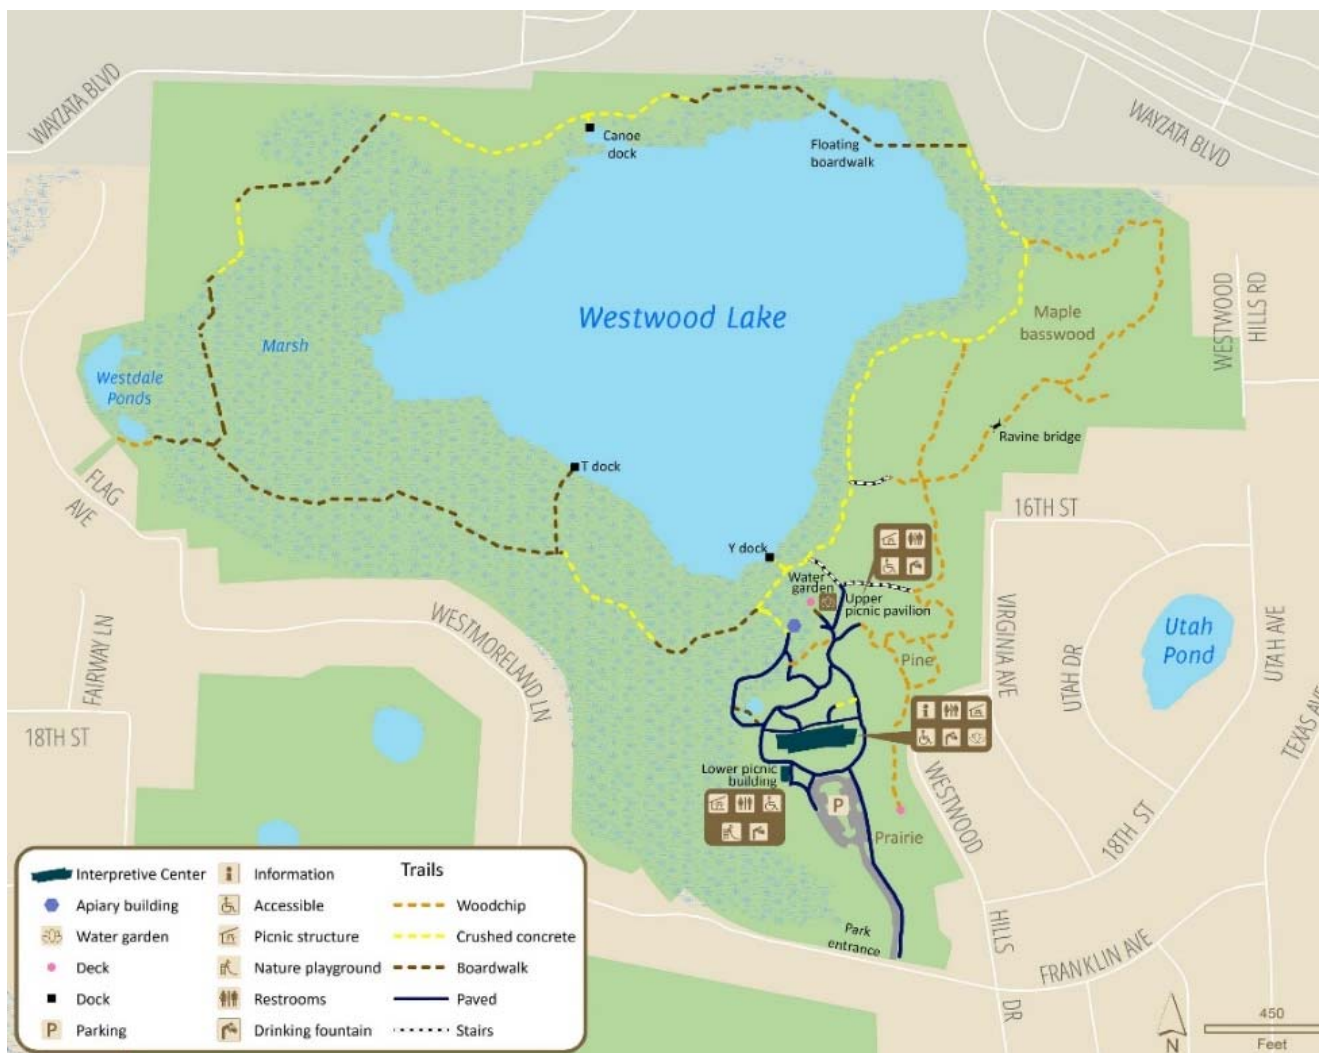 WAYZATA BLVD
WAYZATA BLVD
Canoe
dock
Floating
boardwalk
Westwood Lake
Maple
basswood
WESTWOOD
HILLS RD
Marsh
Westdale
Ponds
Ravine bridge
T dock
FLAG
AVE
16TH ST
Y dock
Water
garden
Upper
picnic pavilion
VIRGINIA AVE
UTAH DR
Utah
Pond
UTAH AVE
TEXAS AVE
FAIRWAY LN
WESTMORELAND LN
Pine
18TH ST
Lower picnic
building
P
Prairie
WESTWOOD
HILLS
DR
18TH ST
Park
entrance
FRANKLIN AVE
Interpretive Center
Apiary building
Water garden
Deck
Dock
P Parking
Information
Accessible
Picnic structure
Nature playground
Restrooms
Drinking fountain
Trails
Woodchip
Crushed concrete
Boardwalk
Paved
Stairs
N
450
Feet